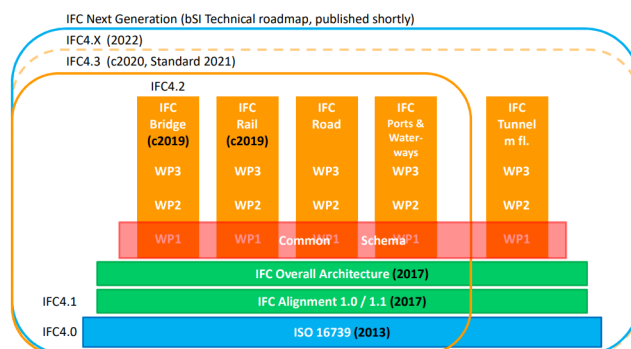 IFC Next Generation (bSI Technical roadmap, published shortly)
IFC4.X (2022)
IFC4.3 (c2020, Standard 2021)
IFC4.2
IFC
Bridge
(c2019)
WP3
WP2
WP1
IFC
Rail
(c2019)
WP3
WP2
WP1
IFC
Road
WP3
WP2
WP1
IFC
Ports &
Water-
ways
WP3
WP2
WP1
IFC
Tunnel
m fl.
WP3
WP2
WP1
Common Schema
IFC Overall Architecture (2017)
IFC4.1
IFC Alignment 1.0 / 1.1 (2017)
IFC4.0
ISO 16739 (2013)